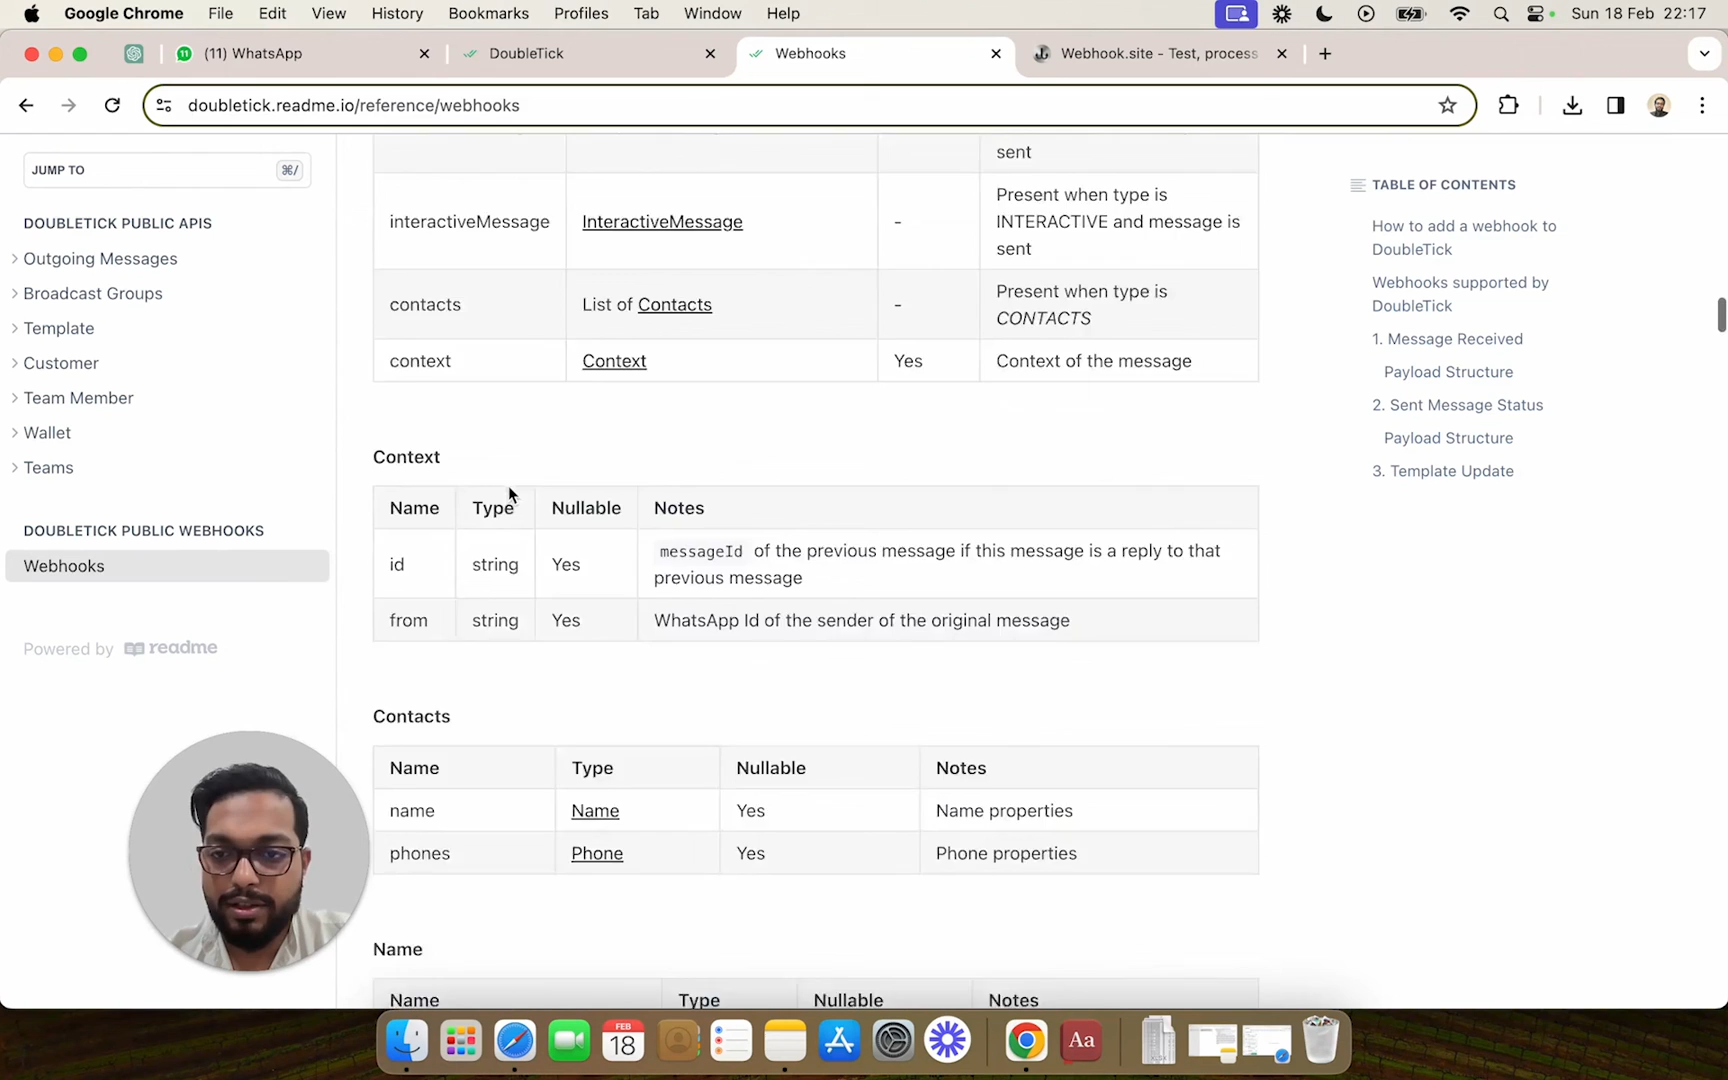 Google Chrome File Edit View History Bookmarks Profiles Tab Window Help Sun 18 Feb 22:17
11 (11) WhatsApp DoubleTick Webhooks Webhook.site - Test, process
doubletick.readme.io/reference/webhooks
JUMP TO ⌘/
DOUBLETICK PUBLIC APIS
Outgoing Messages
Broadcast Groups
Template
Customer
Team Member
Wallet
Teams
DOUBLETICK PUBLIC WEBHOOKS
Webhooks
Powered by readme
sent
interactiveMessage InteractiveMessage - Present when type is
INTERACTIVE and message is
sent
contacts List of Contacts - Present when type is
CONTACTS
context Context Yes Context of the message
Context
Name Type Nullable Notes
id string Yes messageId of the previous message if this message is a reply to that
previous message
from string Yes WhatsApp Id of the sender of the original message
Contacts
Name Type Nullable Notes
name Name Yes Name properties
phones Phone Yes Phone properties
Name
Name Type Nullable Notes
TABLE OF CONTENTS
How to add a webhook to
DoubleTick
Webhooks supported by
DoubleTick
1. Message Received
Payload Structure
2. Sent Message Status
Payload Structure
3. Template Update
FEB
18
Aa